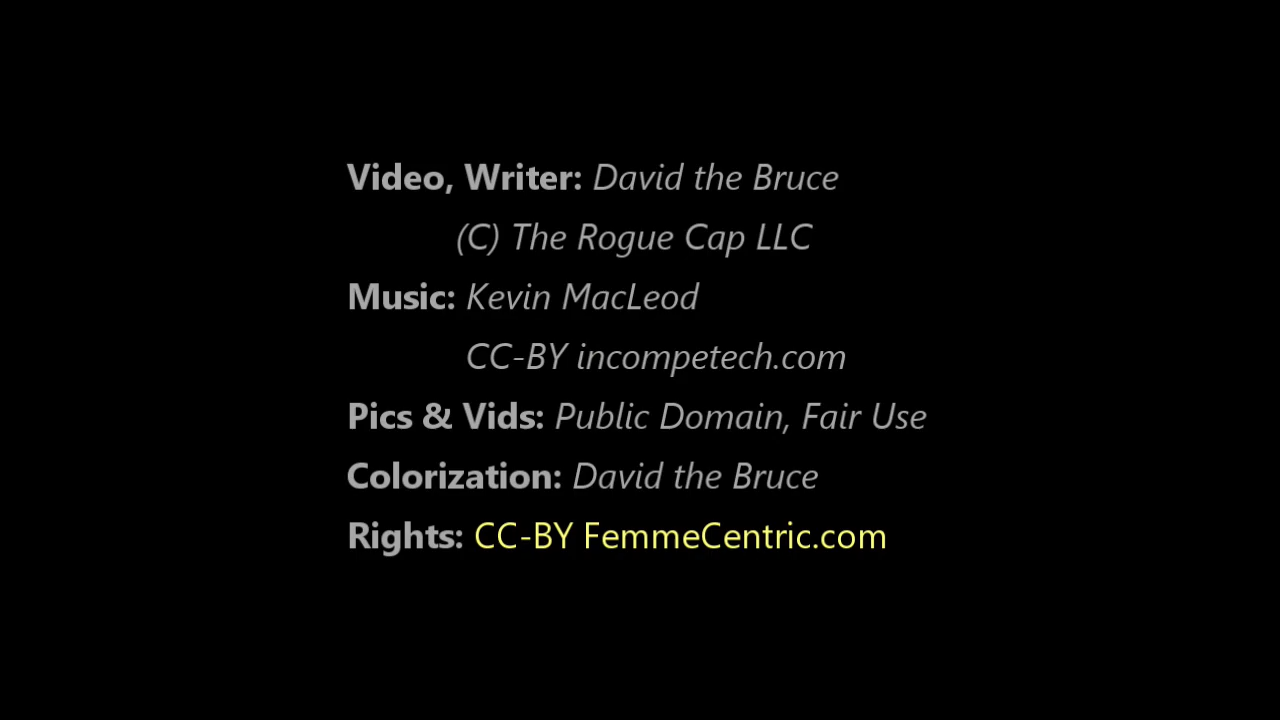 Video, Writer: David the Bruce
(C) The Rogue Cap LLC
Music: Kevin MacLeod
CC-BY incompetech.com
Pics & Vids: Public Domain, Fair Use
Colorization: David the Bruce
Rights: CC-BY FemmeCentric.com